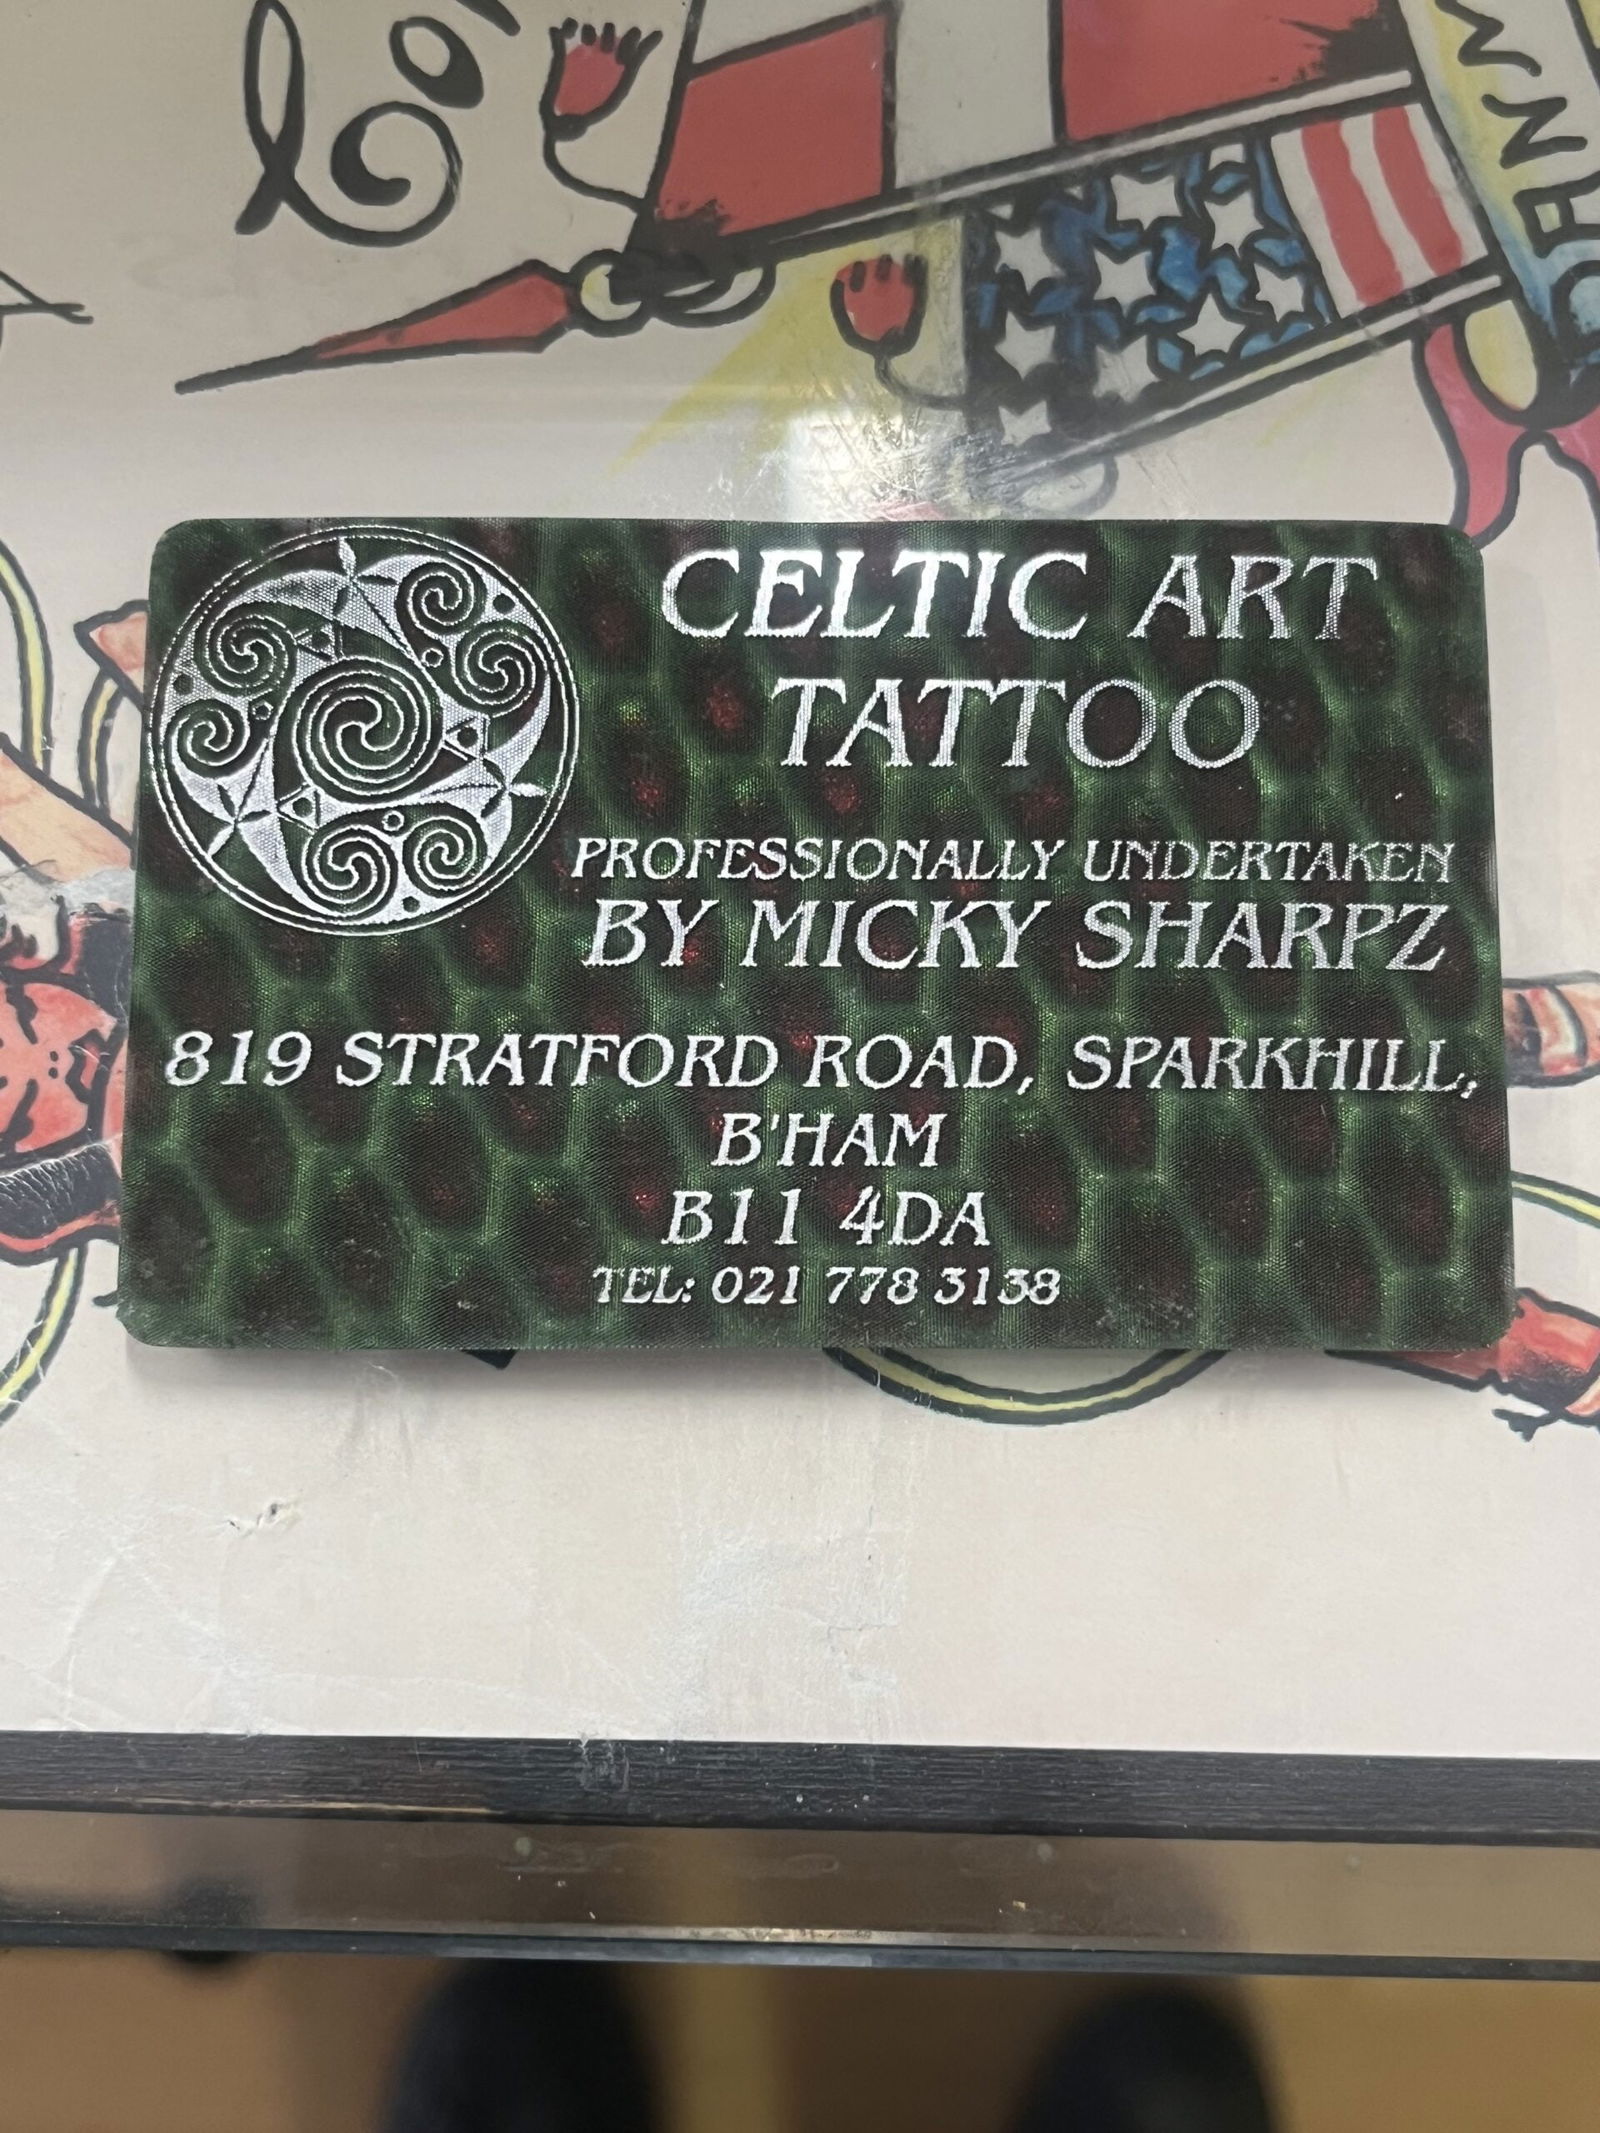 CELTIC ART
TATTOO
PROFESSIONALLY UNDERTAKEN
BY MICKY SHARPZ
819 STRATFORD ROAD, SPARKHILL,
B'HAM
B11 4DA
TEL: 021 778 3138